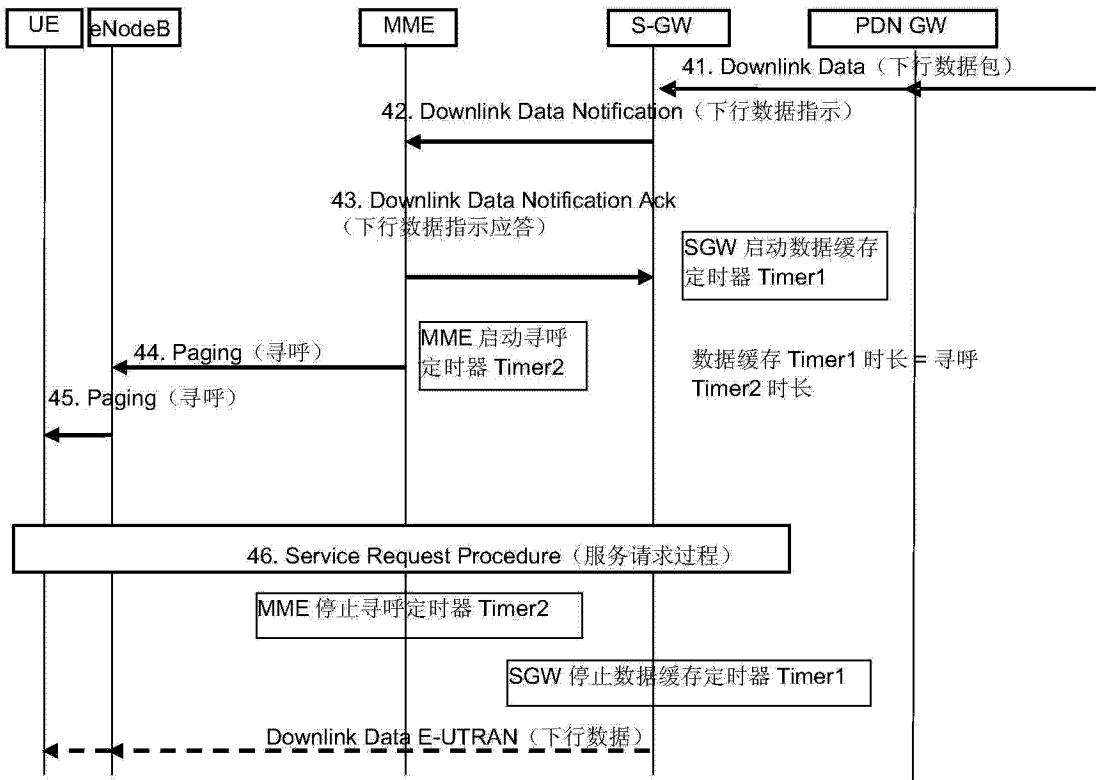 UE
eNodeB
MME
S-GW
PDN GW
41. Downlink Data（下行数据包）
42. Downlink Data Notification（下行数据指示）
43. Downlink Data Notification Ack
（下行数据指示应答）
SGW 启动数据缓存
定时器 Timer1
MME 启动寻呼
定时器 Timer2
44. Paging（寻呼）
数据缓存 Timer1 时长 = 寻呼
Timer2 时长
45. Paging（寻呼）
46. Service Request Procedure（服务请求过程）
MME 停止寻呼定时器 Timer2
SGW 停止数据缓存定时器 Timer1
Downlink Data E-UTRAN（下行数据）